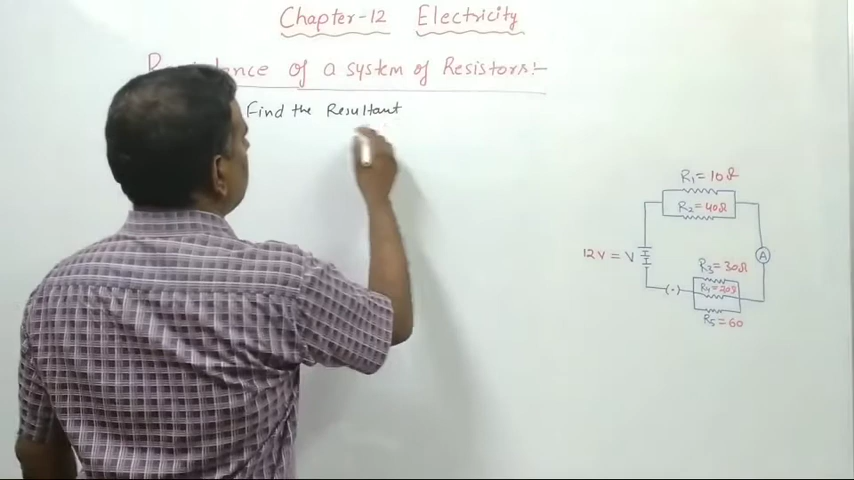 Chapter-12 Electricity
of a system of Resistors:-
Find the Resultant
R₁ = 10Ω
R₂ = 40Ω
12V = V
A
R₃ = 30Ω
R₄ = 20Ω
(·)
R₅ = 60